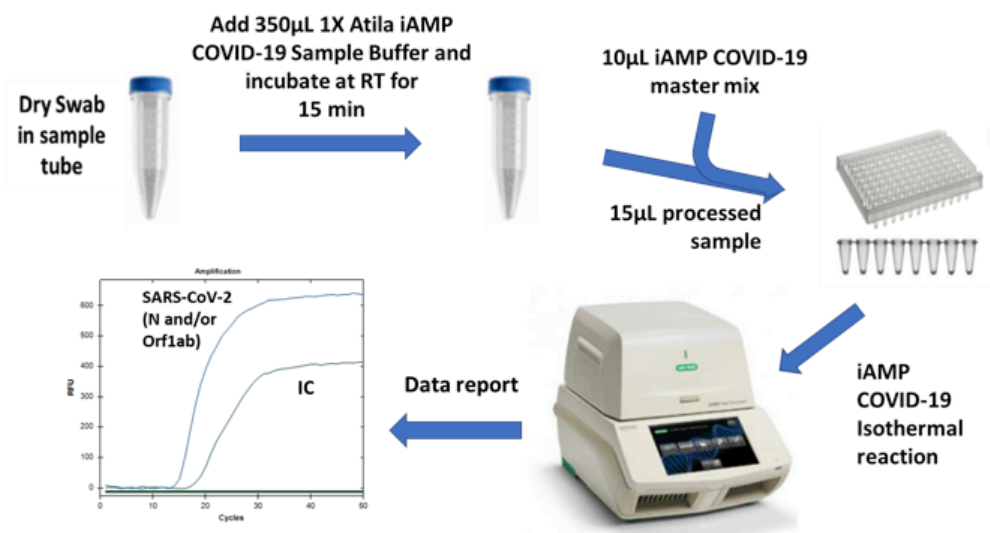 Add 350µL 1X Atila iAMP
COVID-19 Sample Buffer and
incubate at RT for
15 min
Dry Swab
in sample
tube
10µL iAMP COVID-19
master mix
15µL processed
sample
iAMP
COVID-19
Isothermal
reaction
Data report
Amplification
SARS-CoV-2
(N and/or
Orf1ab)
IC
RFU
600
500
400
300
200
100
0
0 10 20 30 40 50
Cycles
BIO-RAD